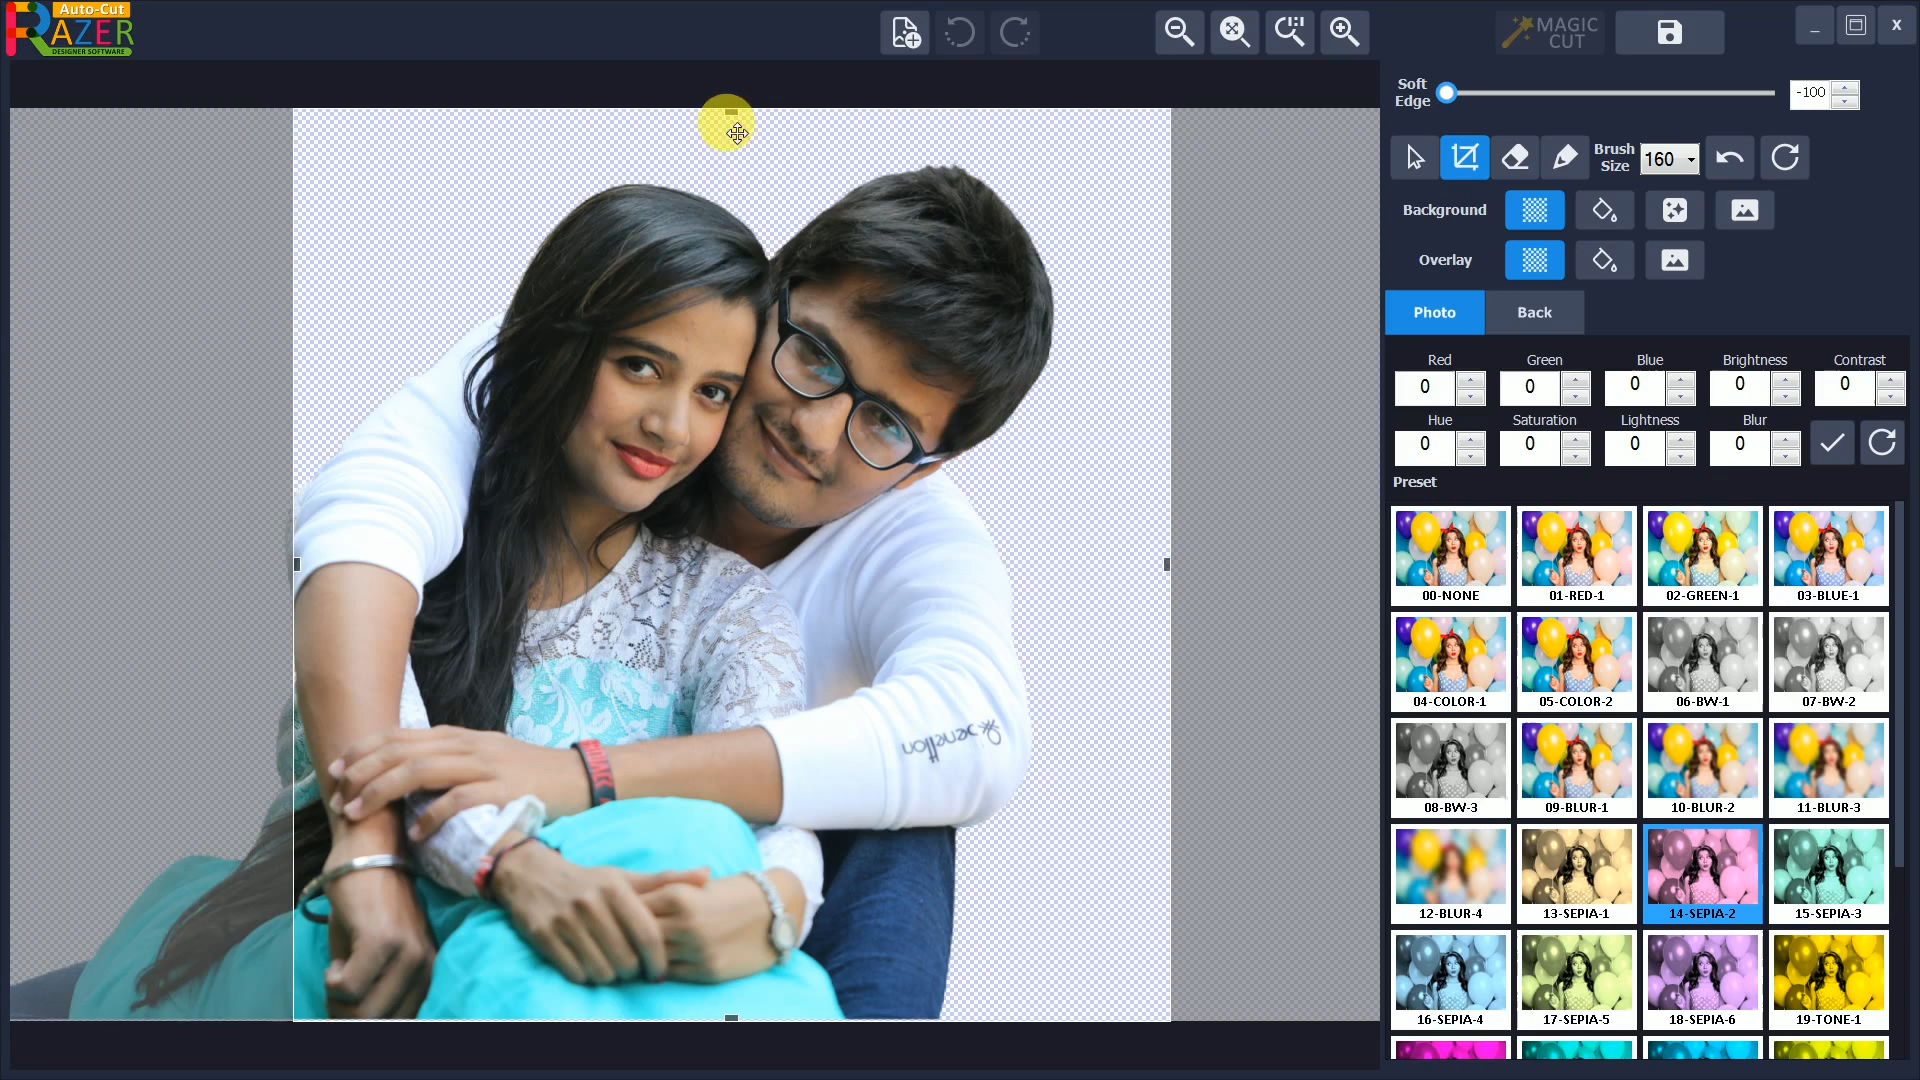 Auto-Cut
RAZER
DESIGNER SOFTWARE
MAGIC
CUT
X
Soft
Edge
-100
Brush
Size
160
Background
Overlay
Photo
Back
Red
Green
Blue
Brightness
Contrast
0
0
0
0
0
Hue
Saturation
Lightness
Blur
0
0
0
0
Preset
00-NONE
01-RED-1
02-GREEN-1
03-BLUE-1
04-COLOR-1
05-COLOR-2
06-BW-1
07-BW-2
08-BW-3
09-BLUR-1
10-BLUR-2
11-BLUR-3
12-BLUR-4
13-SEPIA-1
14-SEPIA-2
15-SEPIA-3
16-SEPIA-4
17-SEPIA-5
18-SEPIA-6
19-TONE-1
benetton